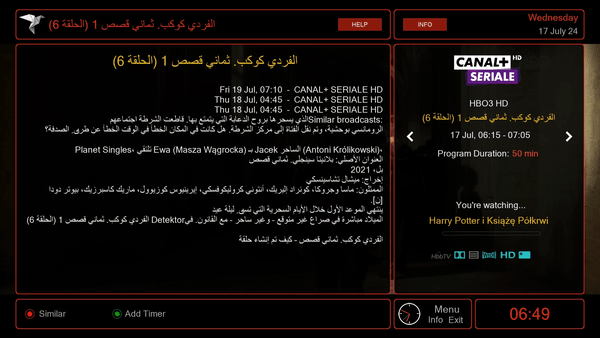 الفردي كوكب. ثماني قصص 1 (الحلقة 6)
HELP
INFO
Wednesday
17 July 24
الفردي كوكب. ثماني قصص 1 (الحلقة 6)
Fri 19 Jul, 07:10 - CANAL+ SERIALE HD
Thu 18 Jul, 04:45 - CANAL+ SERIALE HD
Thu 18 Jul, 04:45 - CANAL+ SERIALE HD
Similar broadcasts:الذي يسحرها بروح الدعابة التي يتمتع بها. قاطعت الشرطة اجتماعهم
الرومانسي بوحشية، وتم نقل الفتاة إلى مركز الشرطة. هل كانت في المكان الخطأ في الوقت الخطأ عن طريق الصدفة؟
Planet Singles، تلتقي Ewa (Masza Wągrocka) بـ Jacek الساحر (Antoni Królikowski)
العنوان الأصلي: بلانيتا سينجلي. ثماني قصص
بل، 2021
إخراج: ميشال تشاسينسكي
الممثلون: ماسا وجروكا، كونراد إليريك، أنتوني كروليكوفسكي، إيرينيوس كوزيوول، ماريك كاسبرزيك، بيوتر دودا
[ن].
ينتهي الموعد الأول خلال الأيام السحرية التي تسبق ليلة عيد
الميلاد مباشرة في صراع غير متوقع - وغير ساحر - مع القانون. في Detektor الفردي كوكب. ثماني قصص 1 (الحلقة 6)
الفردي كوكب. ثماني قصص - كيف تم إنشاء حلقة
CANAL+ HD
SERIALE
HBO3 HD
الفردي كوكب. ثماني قصص 1 (الحلقة 6)
17 Jul, 06:15 - 07:05
Program Duration: 50 min
You're watching...
Harry Potter i Książę Półkrwi
HbbTV HD
Similar
Add Timer
Menu
Info Exit
06:49